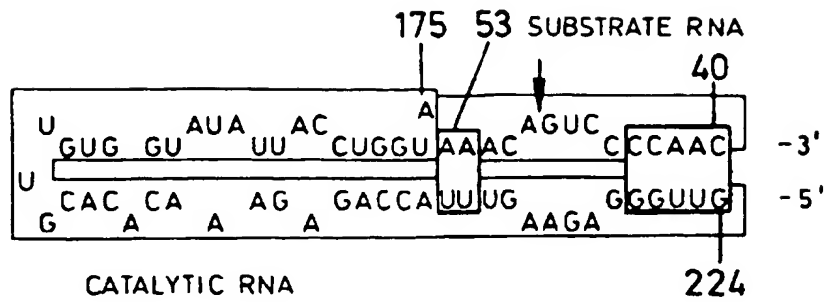 175 53 SUBSTRATE RNA
40
A
U AUA AC AGUC
GUG GU UU CUGGU AA AC C CCAAC -3'
U
CAC CA AG GACCA UU UG G GGUUG -5'
G A A A AAGA
CATALYTIC RNA 224